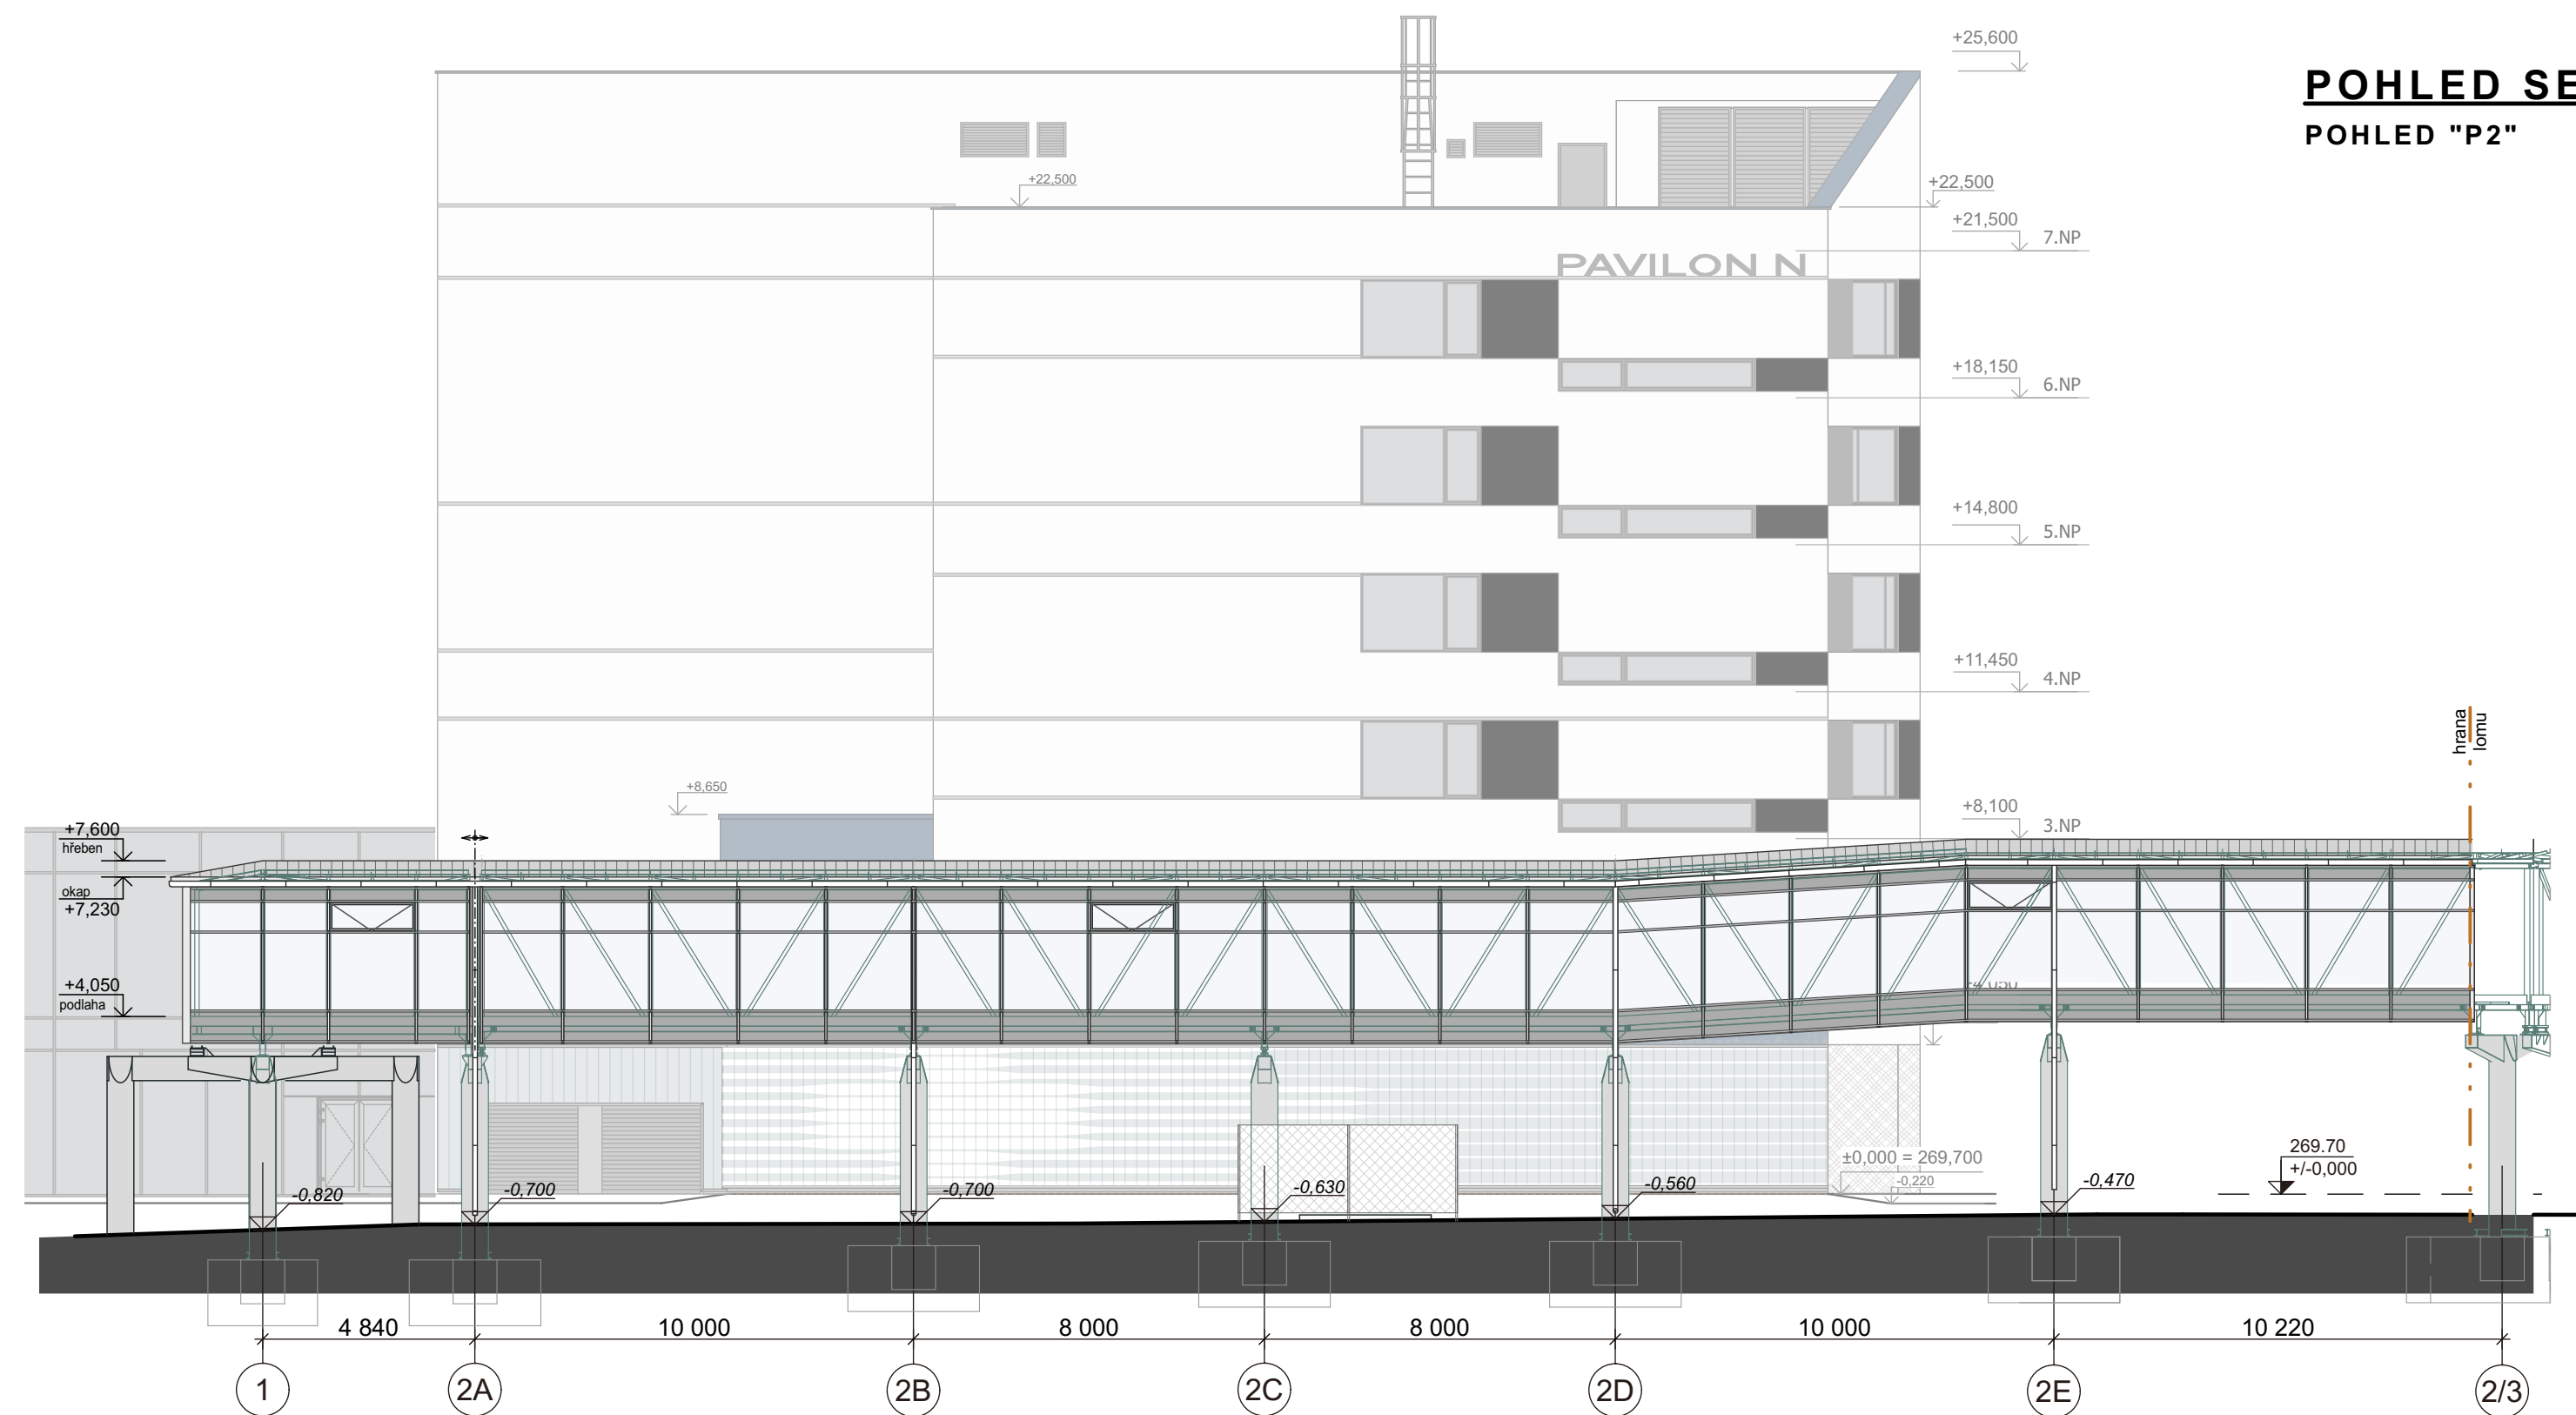 +25,600
POHLED SE
POHLED "P2"
+22,500
+22,500
+21,500
7.NP
PAVILON N
+18,150
6.NP
+14,800
5.NP
+11,450
4.NP
hrana
lomu
+8,650
+8,100
3.NP
+7,600
hřeben
okap
+7,230
+4,050
podlaha
+4,050
269.70
+/-0,000
±0,000 = 269,700
-0,220
-0,820
-0,700
-0,700
-0,630
-0,560
-0,470
4 840
10 000
8 000
8 000
10 000
10 220
1
2A
2B
2C
2D
2E
2/3